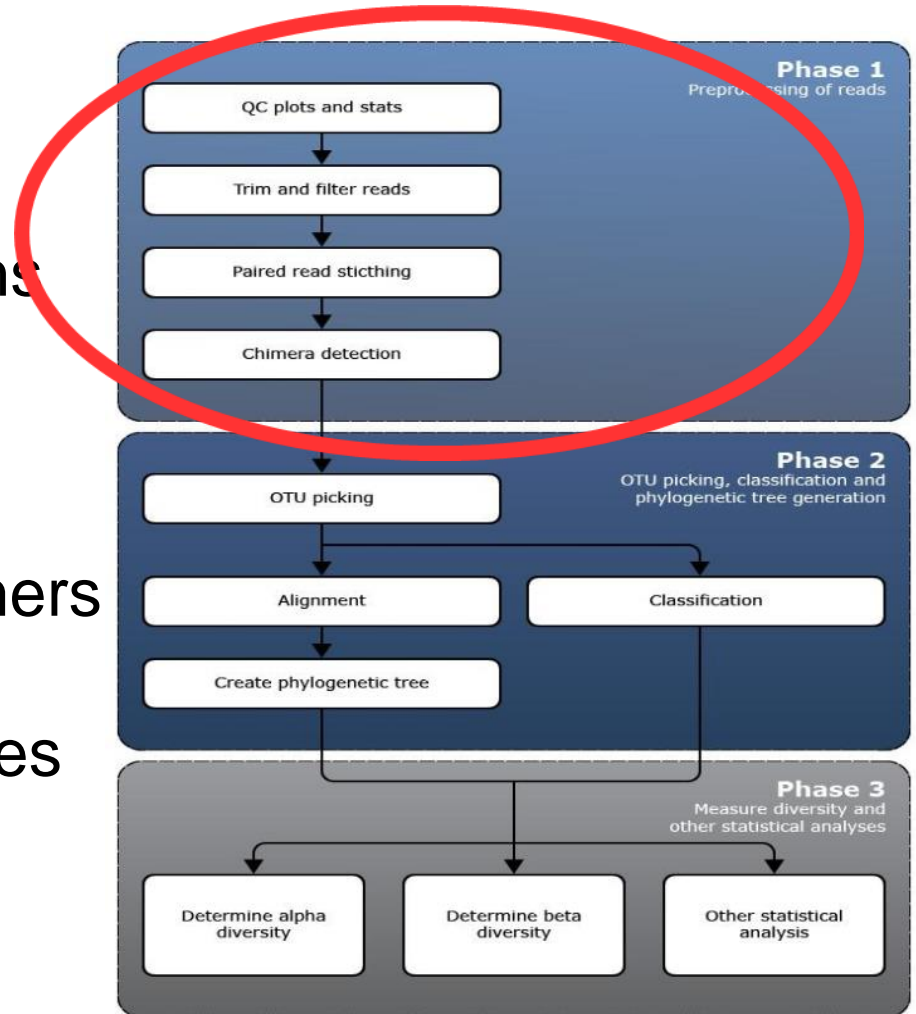 ns
ners
es
Phase 1
Preprocessing of reads
QC plots and stats
Trim and filter reads
Paired read sticthing
Chimera detection
Phase 2
OTU picking, classification and
phylogenetic tree generation
OTU picking
Alignment
Classification
Create phylogenetic tree
Phase 3
Measure diversity and
other statistical analyses
Determine alpha
diversity
Determine beta
diversity
Other statistical
analysis